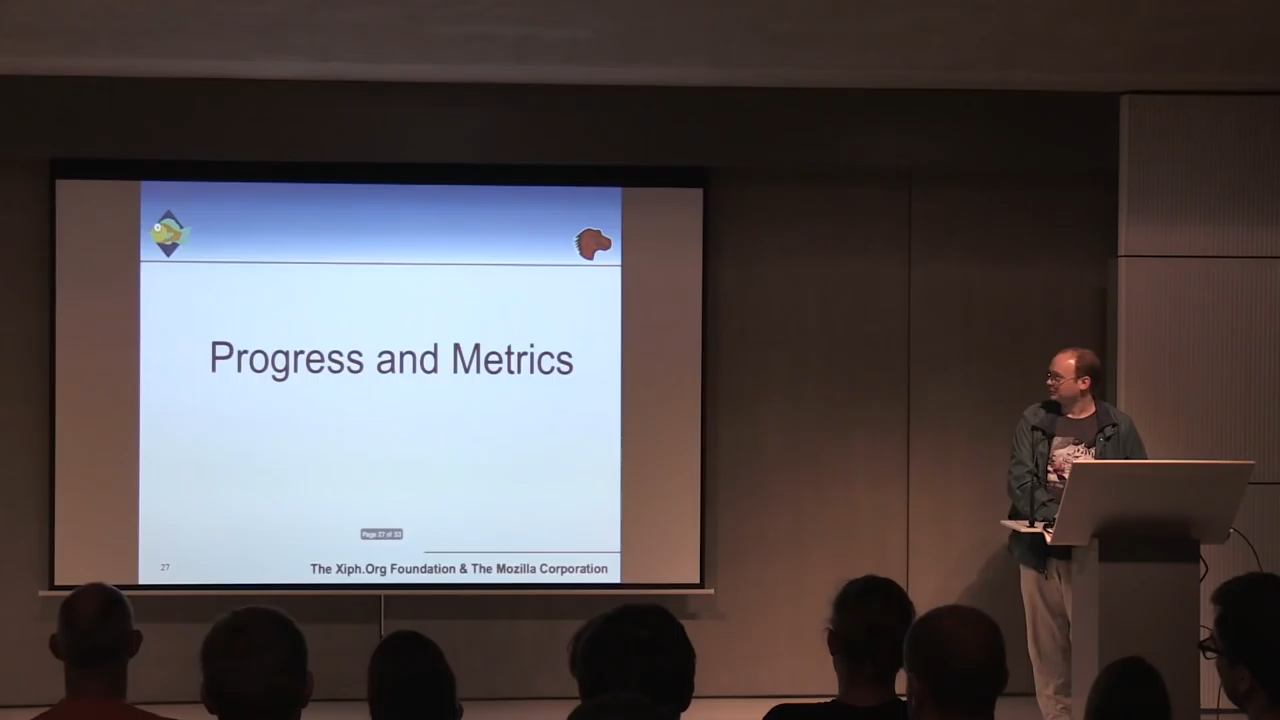 Progress and Metrics
Page 27 of 33
27
The Xiph.Org Foundation & The Mozilla Corporation